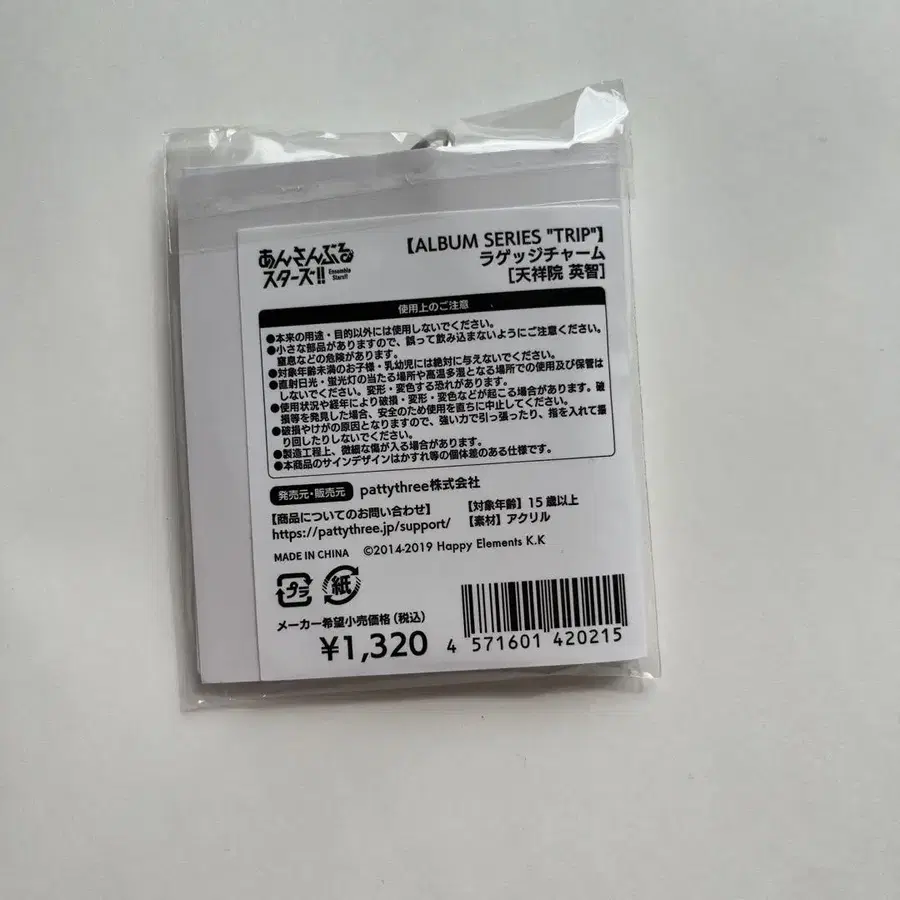 あんさんぶる
スターズ!!
Ensemble
Stars!!
【ALBUM SERIES "TRIP"】
ラゲッジチャーム
[天祥院 英智]
使用上のご注意
●本来の用途・目的以外には使用しないでください。
●小さな部品がありますので、誤って飲み込まないようにご注意ください。
窒息などの危険があります。
●対象年齢未満のお子様・乳幼児には絶対に与えないでください。
●直射日光・蛍光灯の当たる場所や高温多湿となる場所での使用及び保管は
しないでください。変形・変色する恐れがあります。
●使用状況や経年により破損・変形・変色などが起こる場合があります。破
損等を発見した場合、安全のため使用を直ちに中止してください。
●破損やけがの原因となりますので、強い力で引っ張ったり、指を入れて振
り回したりしないでください。
●製造工程上、微細な傷が入る場合があります。
●本商品のサインデザインはかすれ等の個体差のある仕様です。
発売元・販売元 pattythree株式会社
【商品についてのお問い合わせ】
https://pattythree.jp/support/
【対象年齢】15歳以上
【素材】アクリル
MADE IN CHINA ©2014-2019 Happy Elements K.K
プラ 紙
メーカー希望小売価格(税込)
¥1,320
4 571601 420215